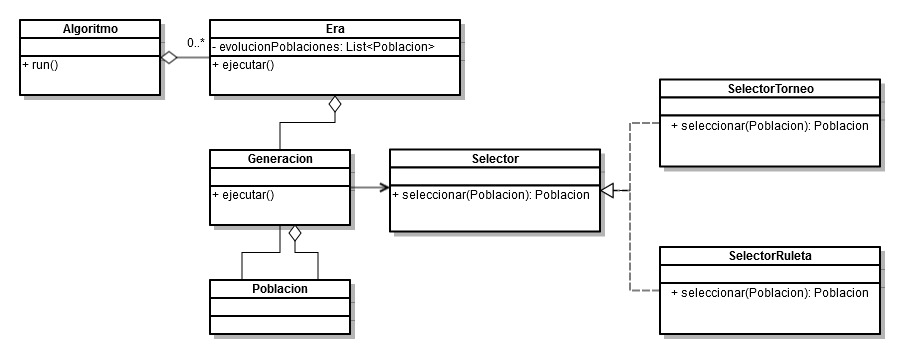 Algoritmo
+ run()
0..*
Era
- evolucionPoblaciones: List<Poblacion>
+ ejecutar()
Generacion
+ ejecutar()
Selector
+ seleccionar(Poblacion): Poblacion
SelectorTorneo
+ seleccionar(Poblacion): Poblacion
SelectorRuleta
+ seleccionar(Poblacion): Poblacion
Poblacion